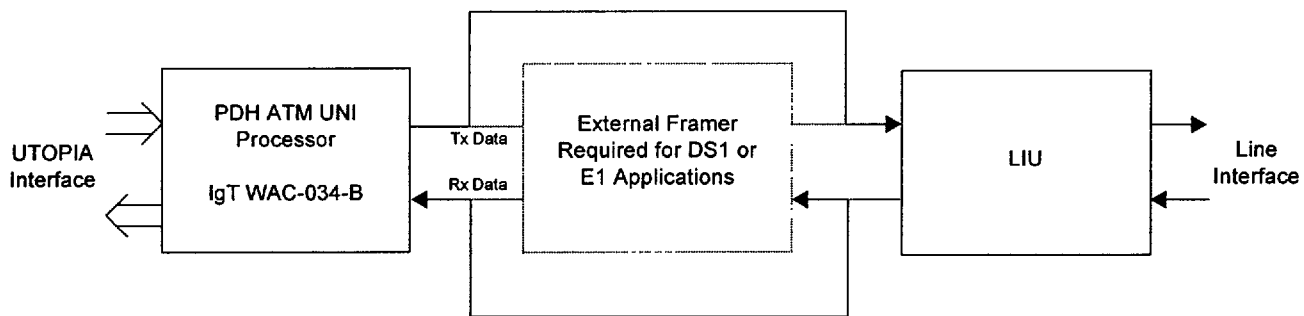 UTOPIA
Interface
PDH ATM UNI
Processor
IgT WAC-034-B
Tx Data
Rx Data
External Framer
Required for DS1 or
E1 Applications
LIU
Line
Interface